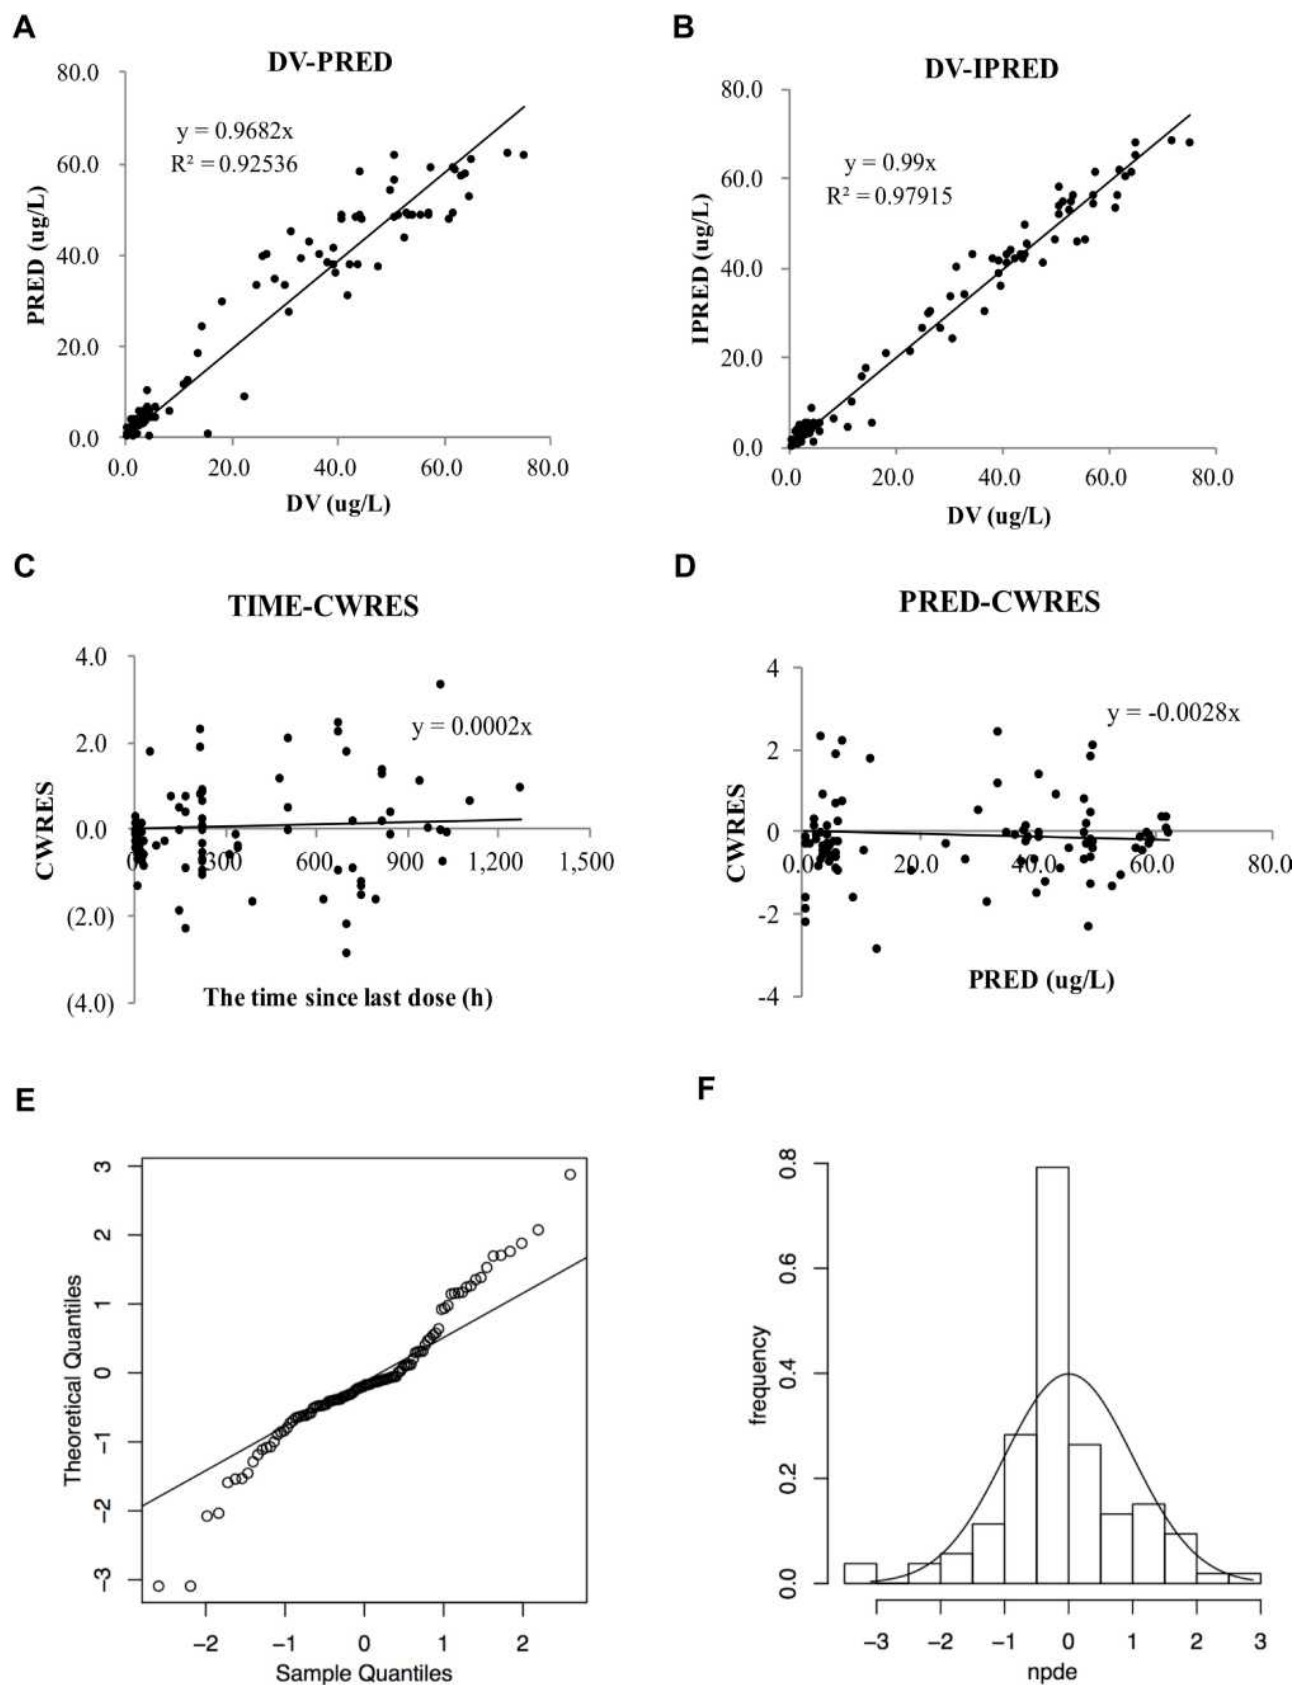 A
DV-PRED
80.0
60.0
40.0
20.0
0.0
y = 0.9682x
R² = 0.92536
PRED (ug/L)
0.0 20.0 40.0 60.0 80.0
DV (ug/L)
B
DV-IPRED
80.0
60.0
40.0
20.0
0.0
y = 0.99x
R² = 0.97915
IPRED (ug/L)
0.0 20.0 40.0 60.0 80.0
DV (ug/L)
C
TIME-CWRES
4.0
2.0
0.0
(2.0)
(4.0)
y = 0.0002x
CWRES
0 300 600 900 1,200 1,500
The time since last dose (h)
D
PRED-CWRES
4
2
0
-2
-4
y = -0.0028x
CWRES
0.0 20.0 40.0 60.0 80.0
PRED (ug/L)
E
3
2
1
0
−1
−2
−3
Theoretical Quantiles
−2 −1 0 1 2
Sample Quantiles
F
0.8
0.6
0.4
0.2
0.0
frequency
−3 −2 −1 0 1 2 3
npde